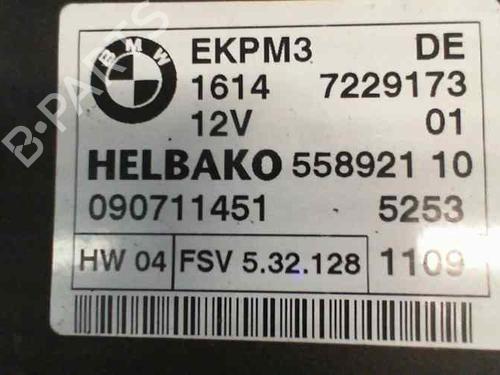 BMW EKPM3 DE
1614 7229173
12V 01
HELBAKO 558921 10
090711451 5253
HW 04 FSV 5.32.128 1109
B-PARTS